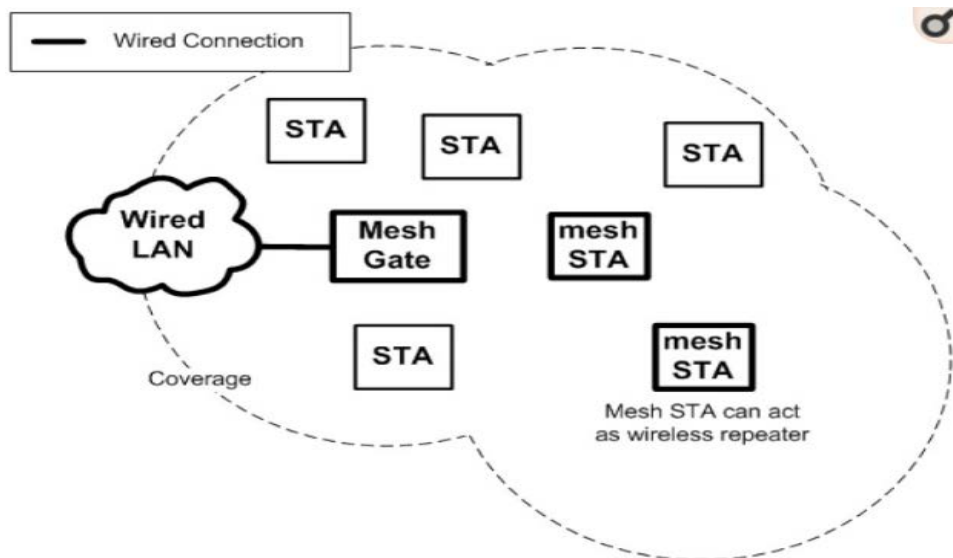 Wired Connection
STA
STA
STA
Wired
LAN
Mesh
Gate
mesh
STA
STA
mesh
STA
Coverage
Mesh STA can act
as wireless repeater